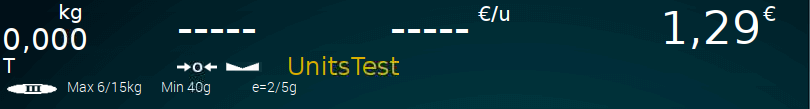 kg
0,000 ----- ----- €/u 1,29 €
T →o← UnitsTest
Max 6/15kg Min 40g e=2/5g